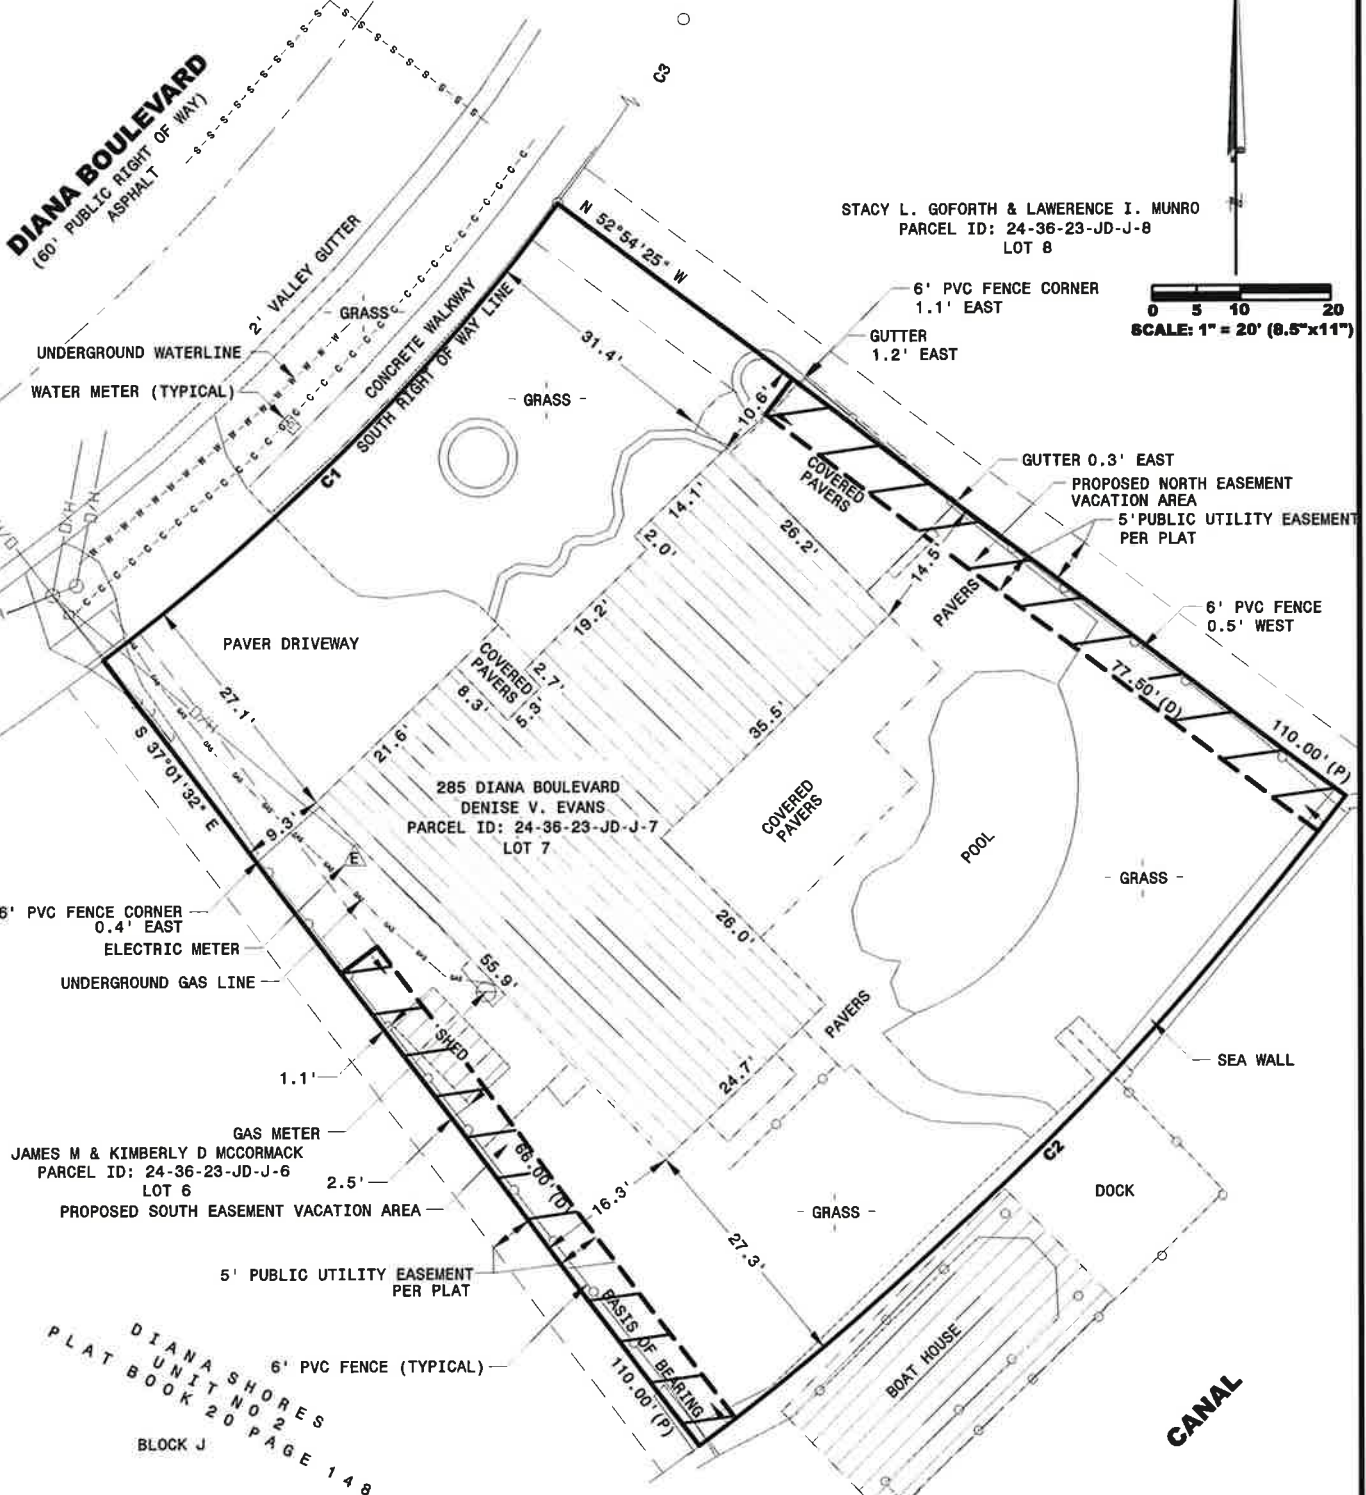 DIANA BOULEVARD
(60' PUBLIC RIGHT OF WAY)
ASPHALT
C3
N 52°54'25" W
STACY L. GOFORTH & LAWERENCE I. MUNRO
PARCEL ID: 24-36-23-JD-J-8
LOT 8
0 5 10 20
SCALE: 1" = 20' (8.5"x11")
6' PVC FENCE CORNER
1.1' EAST
GUTTER
1.2' EAST
2' VALLEY GUTTER
- GRASS -
UNDERGROUND WATERLINE
WATER METER (TYPICAL)
CONCRETE WALKWAY
SOUTH RIGHT OF WAY LINE
C1
31.4'
- GRASS -
10.6'
COVERED
PAVERS
GUTTER 0.3' EAST
PROPOSED NORTH EASEMENT
VACATION AREA
5'PUBLIC UTILITY EASEMENT
PER PLAT
14.1'
2.0'
26.2'
14.5'
PAVERS
6' PVC FENCE
0.5' WEST
19.2'
PAVER DRIVEWAY
COVERED
PAVERS
2.7'
8.3'
5.3'
27.1'
O/H
O/H
O/H
21.6'
35.5'
77.50'(D)
110.00'(P)
S 37°01'32" E
285 DIANA BOULEVARD
DENISE V. EVANS
PARCEL ID: 24-36-23-JD-J-7
LOT 7
COVERED
PAVERS
POOL
9.3'
E
- GRASS -
6' PVC FENCE CORNER
0.4' EAST
ELECTRIC METER
UNDERGROUND GAS LINE
26.0'
55.9'
PAVERS
SHED
1.1'
24.7'
SEA WALL
GAS METER
JAMES M & KIMBERLY D MCCORMACK
PARCEL ID: 24-36-23-JD-J-6
LOT 6
2.5'
PROPOSED SOUTH EASEMENT VACATION AREA
66.00'(D)
16.3'
C2
DOCK
- GRASS -
27.3'
5' PUBLIC UTILITY EASEMENT
PER PLAT
BASIS OF BEARING
110.00'(P)
6' PVC FENCE (TYPICAL)
BOAT HOUSE
CANAL
DIANA SHORES
UNIT NO 2
PLAT BOOK 20 PAGE 148
BLOCK J